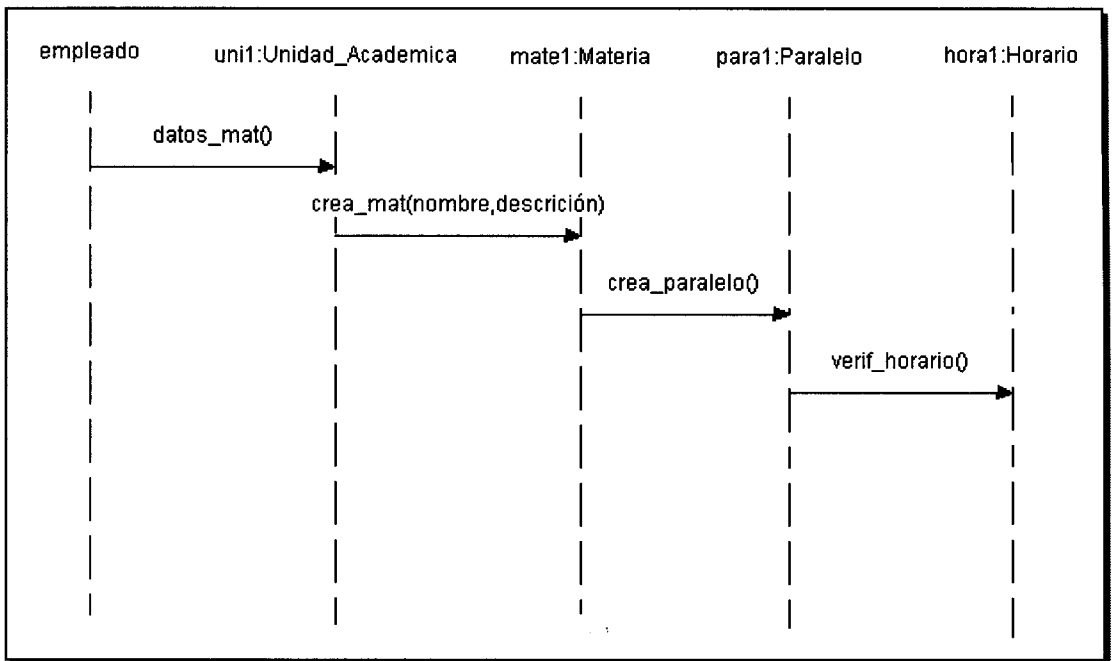 empleado
uni1:Unidad_Academica
mate1:Materia
para1:Paralelo
hora1:Horario
datos_mat()
crea_mat(nombre,descrición)
crea_paralelo()
verif_horario()